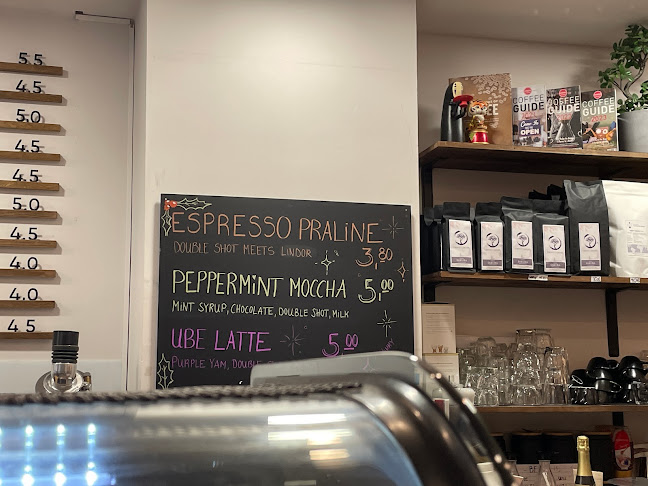 5.5
4.5
5.0
4.5
4.5
5.0
4.5
4.0
4.0
4.5
ESPRESSO PRALINE
DOUBLE SHOT MEETS LINDOR 3,80
PEPPERMINT MOCCHA 5,00
MINT SYRUP, CHOCOLATE, DOUBLE SHOT, MILK
UBE LATTE 5,00
PURPLE YAM, DOUBLE
COFFEE
GUIDE
OPEN
COFFEE
GUIDE
COFFEE
GUIDE